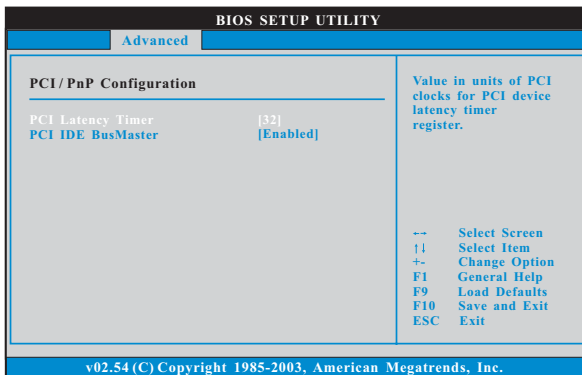 BIOS SETUP UTILITY
Advanced
PCI / PnP Configuration
PCI Latency Timer [32]
PCI IDE BusMaster [Enabled]
Value in units of PCI
clocks for PCI device
latency timer
register.
←→ Select Screen
↑↓ Select Item
+- Change Option
F1 General Help
F9 Load Defaults
F10 Save and Exit
ESC Exit
v02.54 (C) Copyright 1985-2003, American Megatrends, Inc.